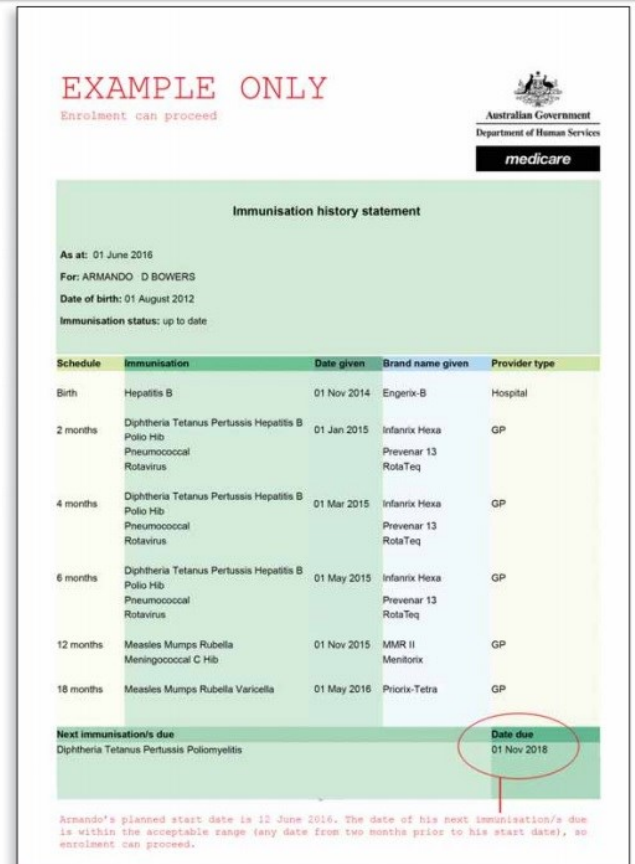 EXAMPLE ONLY
Enrolment can proceed
Australian Government
Department of Human Services
medicare
Immunisation history statement
As at: 01 June 2016
For: ARMANDO D BOWERS
Date of birth: 01 August 2012
Immunisation status: up to date
Schedule Immunisation Date given Brand name given Provider type
Birth Hepatitis B 01 Nov 2014 Engerix-B Hospital
2 months Diphtheria Tetanus Pertussis Hepatitis B 01 Jan 2015 Infanrix Hexa GP
Polio Hib
Pneumococcal Prevenar 13
Rotavirus RotaTeq
4 months Diphtheria Tetanus Pertussis Hepatitis B 01 Mar 2015 Infanrix Hexa GP
Polio Hib
Pneumococcal Prevenar 13
Rotavirus RotaTeq
6 months Diphtheria Tetanus Pertussis Hepatitis B 01 May 2015 Infanrix Hexa GP
Polio Hib
Pneumococcal Prevenar 13
Rotavirus RotaTeq
12 months Measles Mumps Rubella 01 Nov 2015 MMR II GP
Meningococcal C Hib Menitorix
18 months Measles Mumps Rubella Varicella 01 May 2016 Priorix-Tetra GP
Next immunisation/s due Date due
Diphtheria Tetanus Pertussis Poliomyelitis 01 Nov 2018
Armando's planned start date is 12 June 2016. The date of his next immunisation/s due
is within the acceptable range (any date from two months prior to his start date), so
enrolment can proceed.